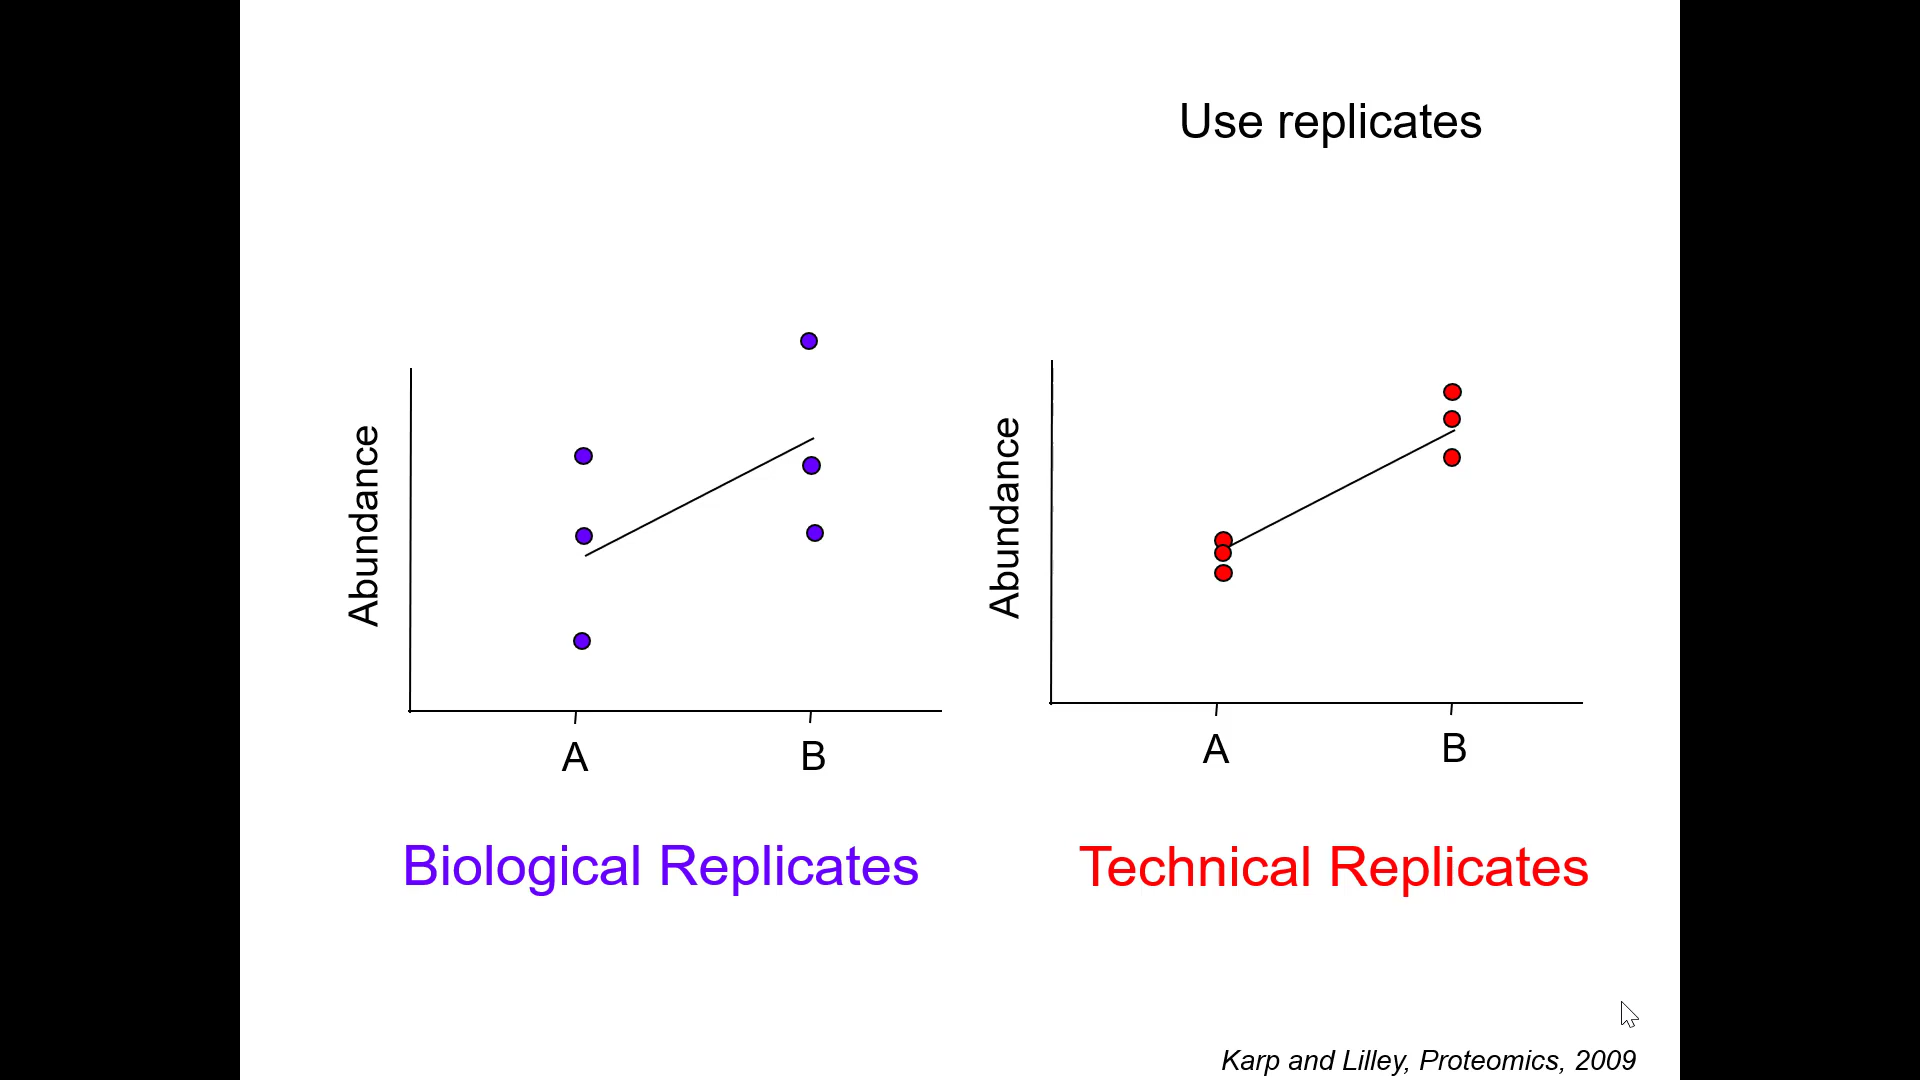 Use replicates
Abundance
A
B
Abundance
A
B
Biological Replicates
Technical Replicates
Karp and Lilley, Proteomics, 2009